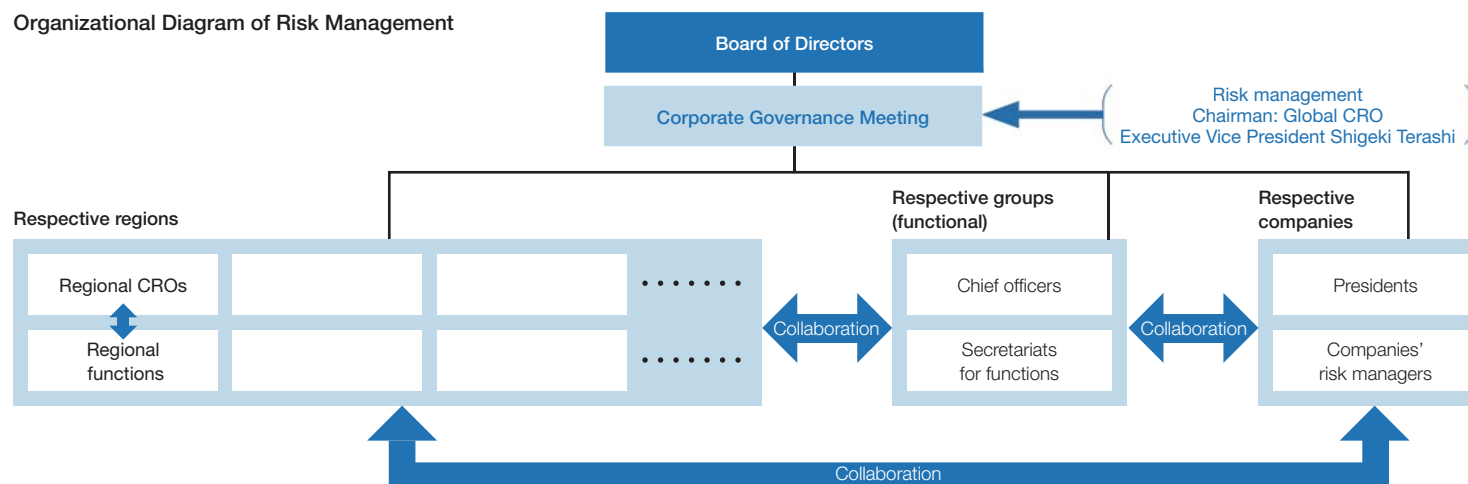 Organizational Diagram of Risk Management
Board of Directors
Corporate Governance Meeting
Risk management
Chairman: Global CRO
Executive Vice President Shigeki Terashi
Respective regions
Respective groups
(functional)
Respective
companies
Regional CROs
.......
Chief officers
Presidents
Collaboration
Collaboration
Regional
functions
.......
Secretariats
for functions
Companies’
risk managers
Collaboration